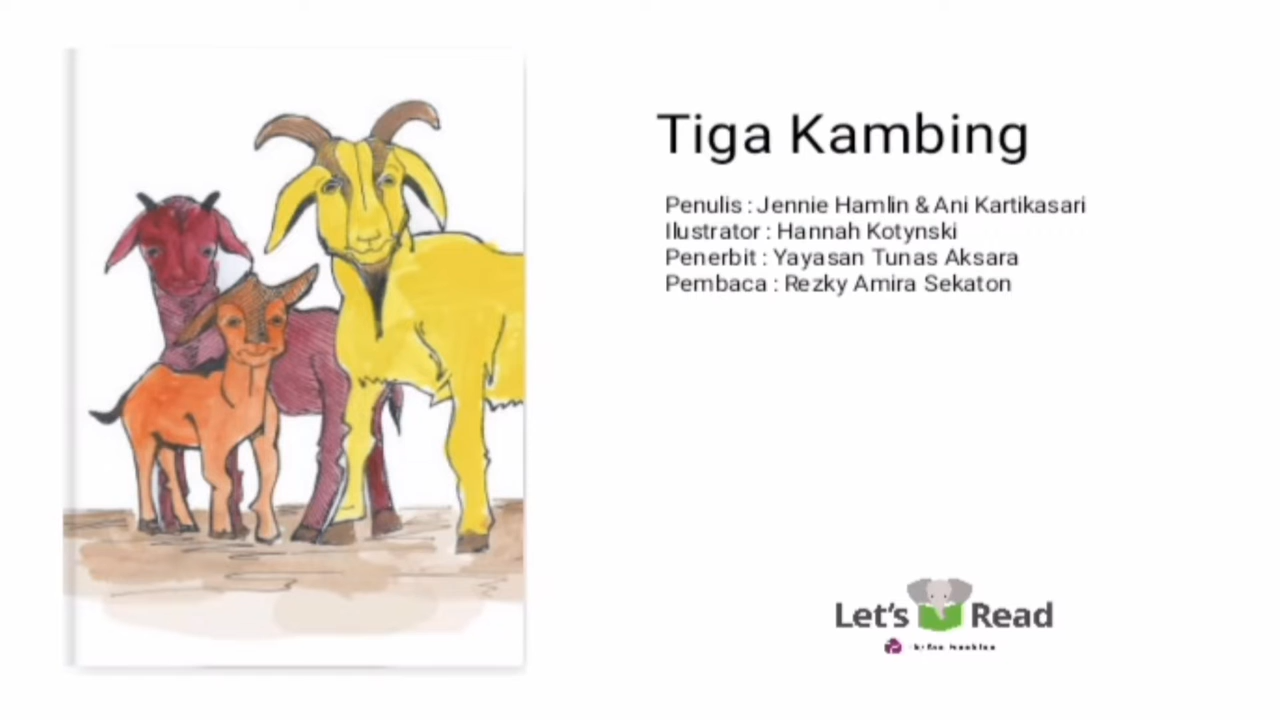 Tiga Kambing
Penulis : Jennie Hamlin & Ani Kartikasari
Ilustrator : Hannah Kotynski
Penerbit : Yayasan Tunas Aksara
Pembaca : Rezky Amira Sekaton
Let's Read